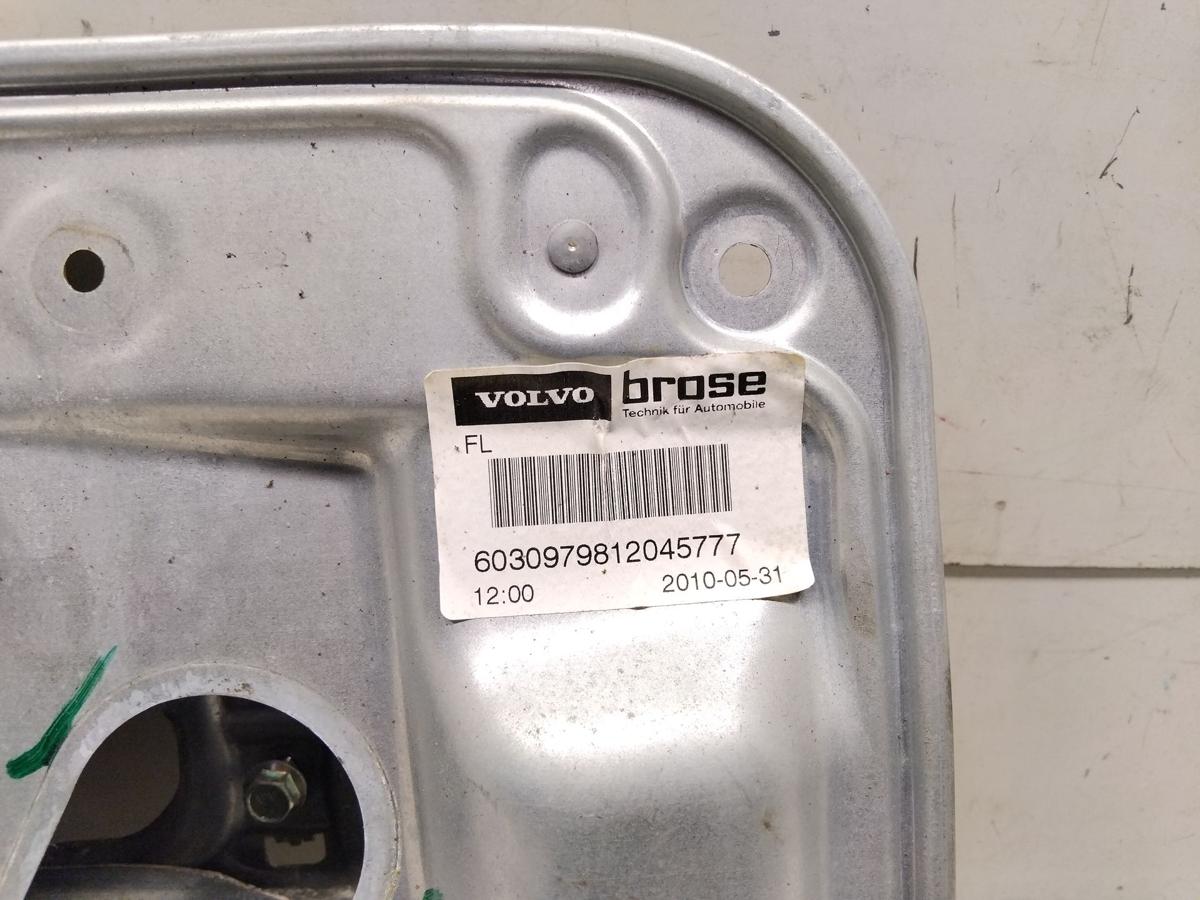 VOLVO brose
Technik für Automobile
FL
6030979812045777
12:00 2010-05-31